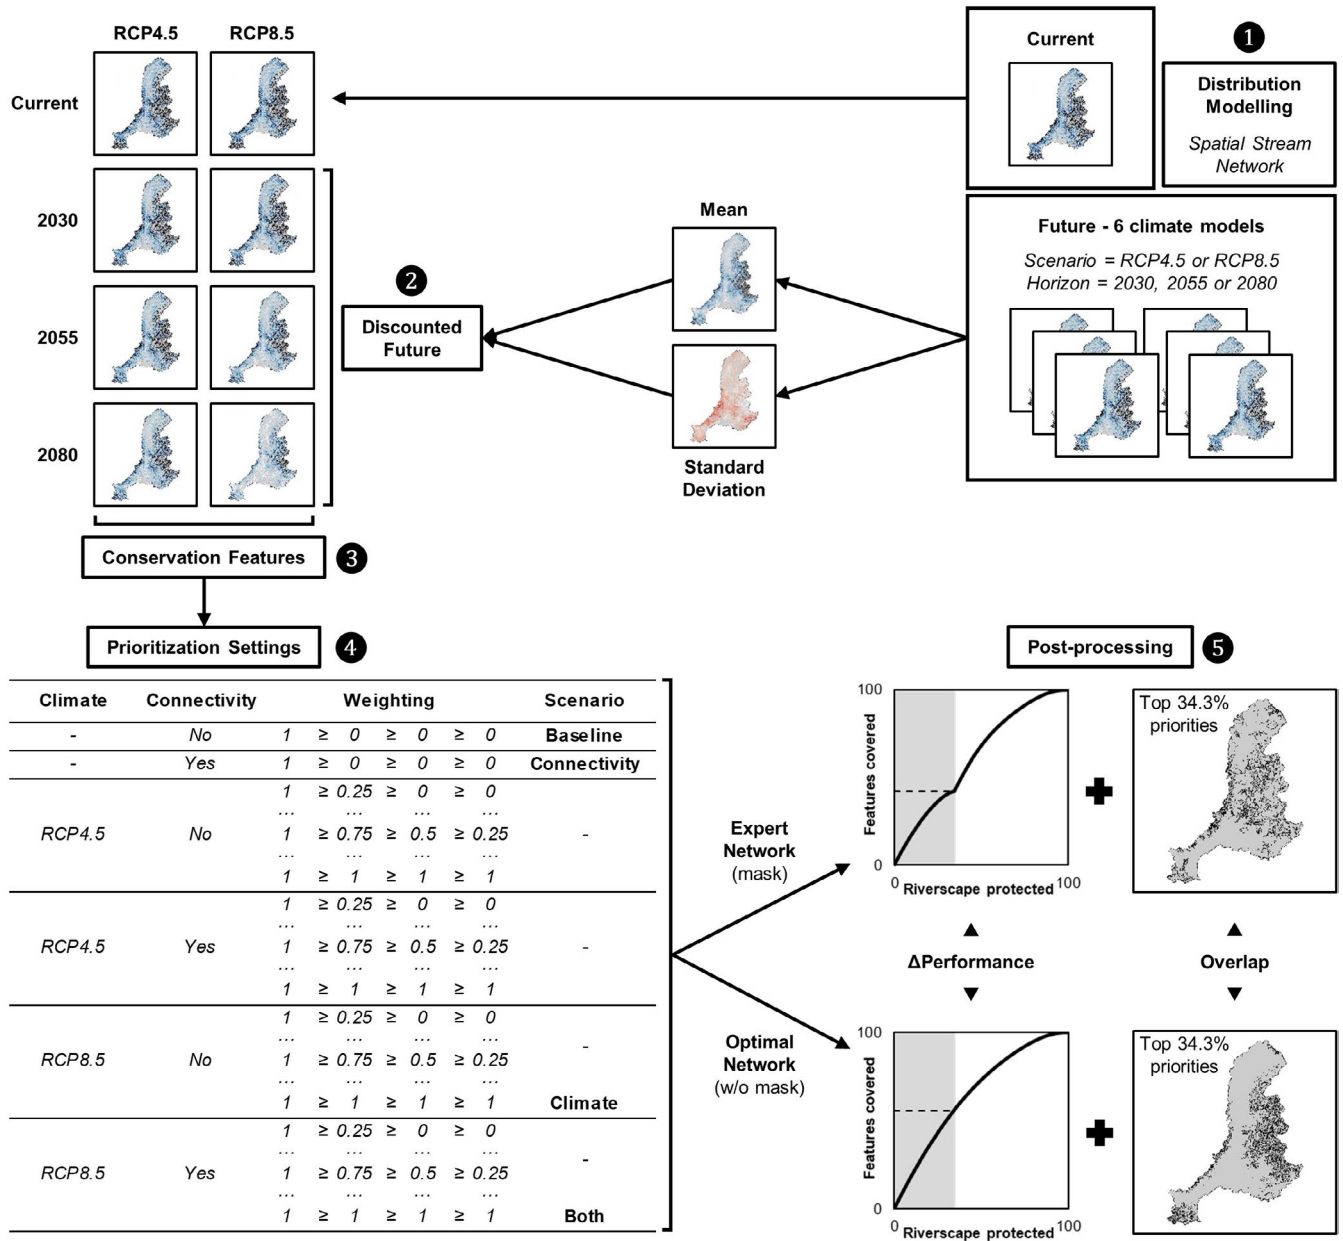 RCP4.5 RCP8.5
Current
2030
2055
2080
Current
1
Distribution
Modelling
Spatial Stream
Network
Future - 6 climate models
Scenario = RCP4.5 or RCP8.5
Horizon = 2030, 2055 or 2080
Mean
Standard
Deviation
2
Discounted
Future
Conservation Features 3
Prioritization Settings 4
Climate Connectivity Weighting Scenario
- No 1 ≥ 0 ≥ 0 ≥ 0 Baseline
- Yes 1 ≥ 0 ≥ 0 ≥ 0 Connectivity
1 ≥ 0.25 ≥ 0 ≥ 0
... ... ... ...
RCP4.5 No 1 ≥ 0.75 ≥ 0.5 ≥ 0.25 -
... ... ... ...
1 ≥ 1 ≥ 1 ≥ 1
1 ≥ 0.25 ≥ 0 ≥ 0
... ... ... ...
RCP4.5 Yes 1 ≥ 0.75 ≥ 0.5 ≥ 0.25 -
... ... ... ...
1 ≥ 1 ≥ 1 ≥ 1
1 ≥ 0.25 ≥ 0 ≥ 0
... ... ... ...
RCP8.5 No 1 ≥ 0.75 ≥ 0.5 ≥ 0.25 -
... ... ... ...
1 ≥ 1 ≥ 1 ≥ 1 Climate
1 ≥ 0.25 ≥ 0 ≥ 0
... ... ... ...
RCP8.5 Yes 1 ≥ 0.75 ≥ 0.5 ≥ 0.25 -
... ... ... ...
1 ≥ 1 ≥ 1 ≥ 1 Both
Expert
Network
(mask)
Optimal
Network
(w/o mask)
Post-processing 5
100
Features covered
0
0 Riverscape protected 100
Top 34.3%
priorities
ΔPerformance
Overlap
100
Features covered
0
0 Riverscape protected 100
Top 34.3%
priorities